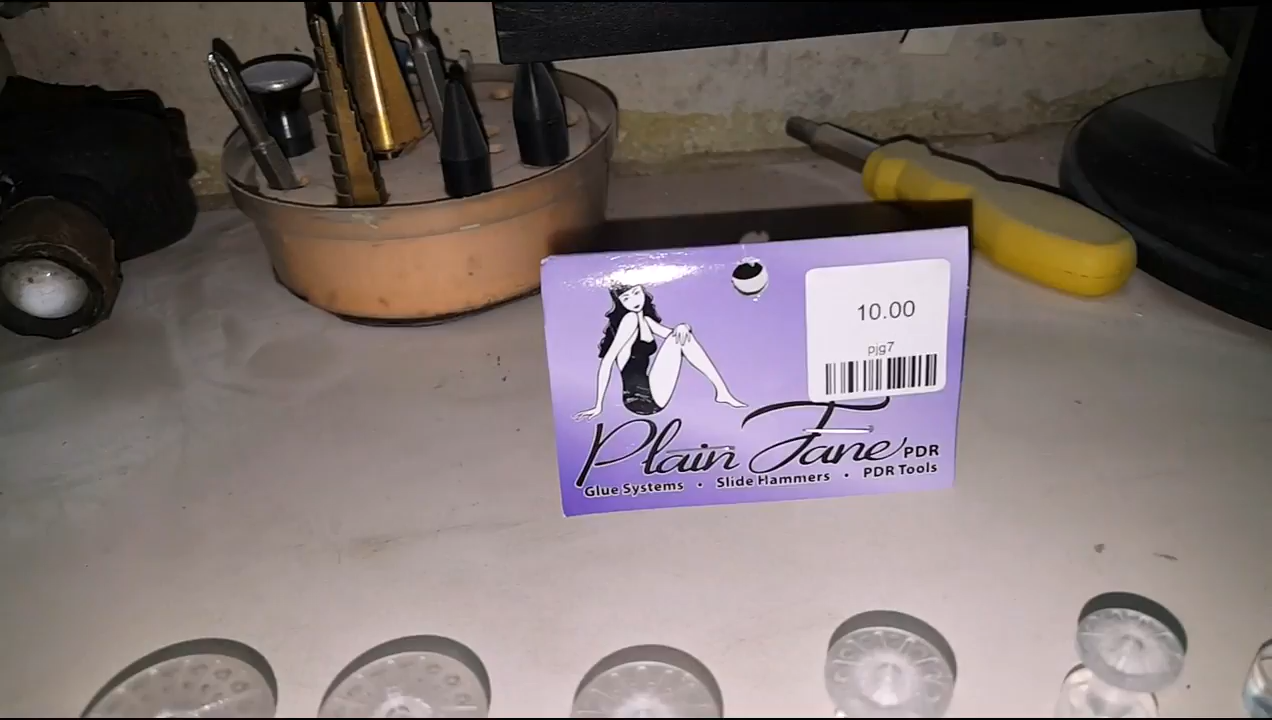 10.00
pjg7
Plain Jane PDR
Glue Systems • Slide Hammers • PDR Tools